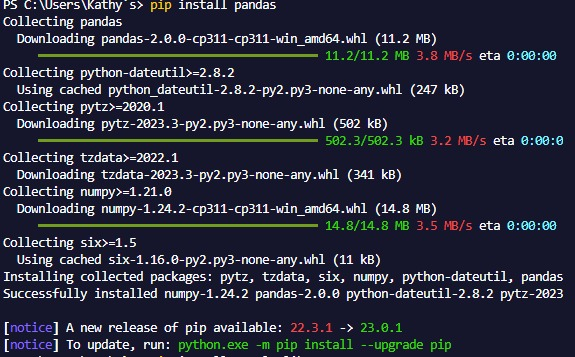 PS C:\Users\Kathy´s> pip install pandas
Collecting pandas
Downloading pandas-2.0.0-cp311-cp311-win_amd64.whl (11.2 MB)
11.2/11.2 MB 3.8 MB/s eta 0:00:00
Collecting python-dateutil>=2.8.2
Using cached python_dateutil-2.8.2-py2.py3-none-any.whl (247 kB)
Collecting pytz>=2020.1
Downloading pytz-2023.3-py2.py3-none-any.whl (502 kB)
502.3/502.3 kB 3.2 MB/s eta 0:00:0
Collecting tzdata>=2022.1
Downloading tzdata-2023.3-py2.py3-none-any.whl (341 kB)
Collecting numpy>=1.21.0
Downloading numpy-1.24.2-cp311-cp311-win_amd64.whl (14.8 MB)
14.8/14.8 MB 3.5 MB/s eta 0:00:00
Collecting six>=1.5
Using cached six-1.16.0-py2.py3-none-any.whl (11 kB)
Installing collected packages: pytz, tzdata, six, numpy, python-dateutil, pandas
Successfully installed numpy-1.24.2 pandas-2.0.0 python-dateutil-2.8.2 pytz-2023
[notice] A new release of pip available: 22.3.1 -> 23.0.1
[notice] To update, run: python.exe -m pip install --upgrade pip